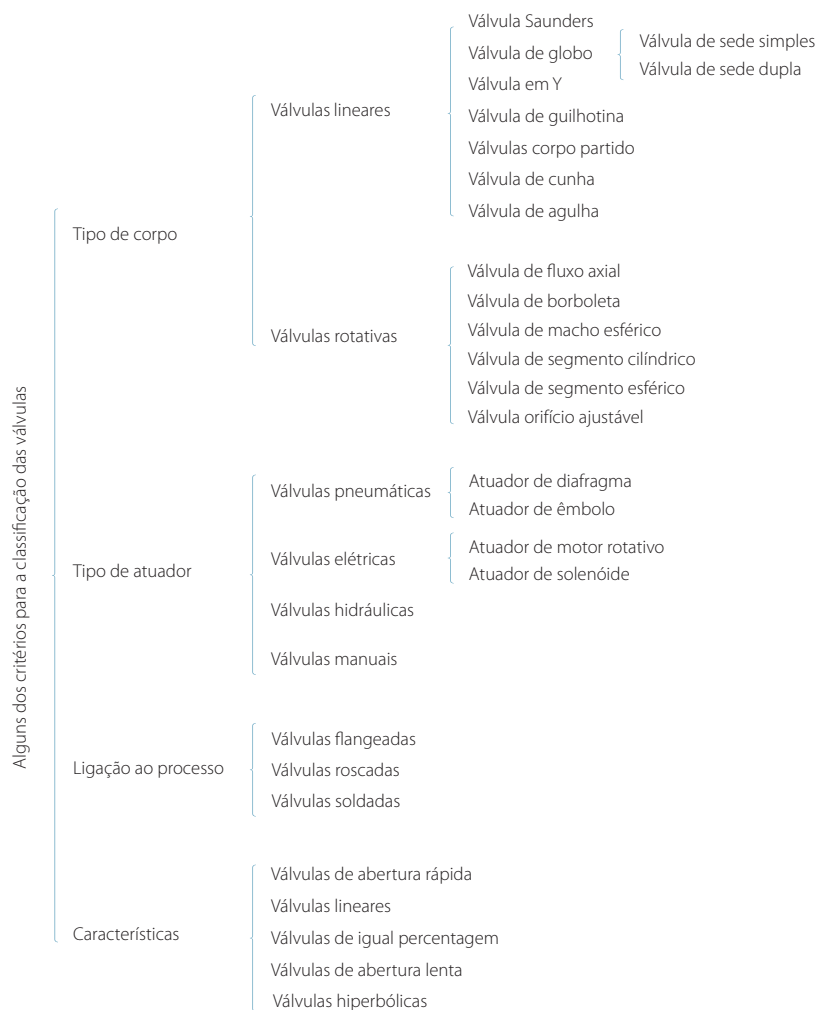 Alguns dos critérios para a classificação das válvulas
Tipo de corpo
Válvulas lineares
Válvula Saunders
Válvula de globo
Válvula de sede simples
Válvula de sede dupla
Válvula em Y
Válvula de guilhotina
Válvulas corpo partido
Válvula de cunha
Válvula de agulha
Válvulas rotativas
Válvula de fluxo axial
Válvula de borboleta
Válvula de macho esférico
Válvula de segmento cilíndrico
Válvula de segmento esférico
Válvula orifício ajustável
Tipo de atuador
Válvulas pneumáticas
Atuador de diafragma
Atuador de êmbolo
Válvulas elétricas
Atuador de motor rotativo
Atuador de solenóide
Válvulas hidráulicas
Válvulas manuais
Ligação ao processo
Válvulas flangeadas
Válvulas roscadas
Válvulas soldadas
Características
Válvulas de abertura rápida
Válvulas lineares
Válvulas de igual percentagem
Válvulas de abertura lenta
Válvulas hiperbólicas